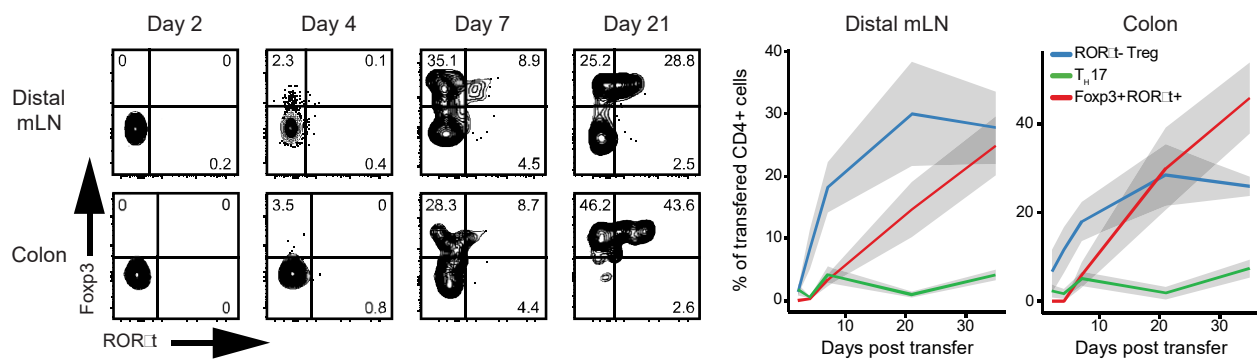 Day 2 Day 4 Day 7 Day 21
Distal mLN
0 0 0.2
2.3 0.1 0.4
35.1 8.9 4.5
25.2 28.8 2.5
Colon
0 0 0
3.5 0 0.8
28.3 8.7 4.4
46.2 43.6 2.6
Foxp3
ROR□t
Distal mLN Colon
% of transferred CD4+ cells
40
30
20
10
0
10 20 30
Days post transfer
40
20
0
10 20 30
Days post transfer
ROR□t- Treg
TH17
Foxp3+ROR□t+